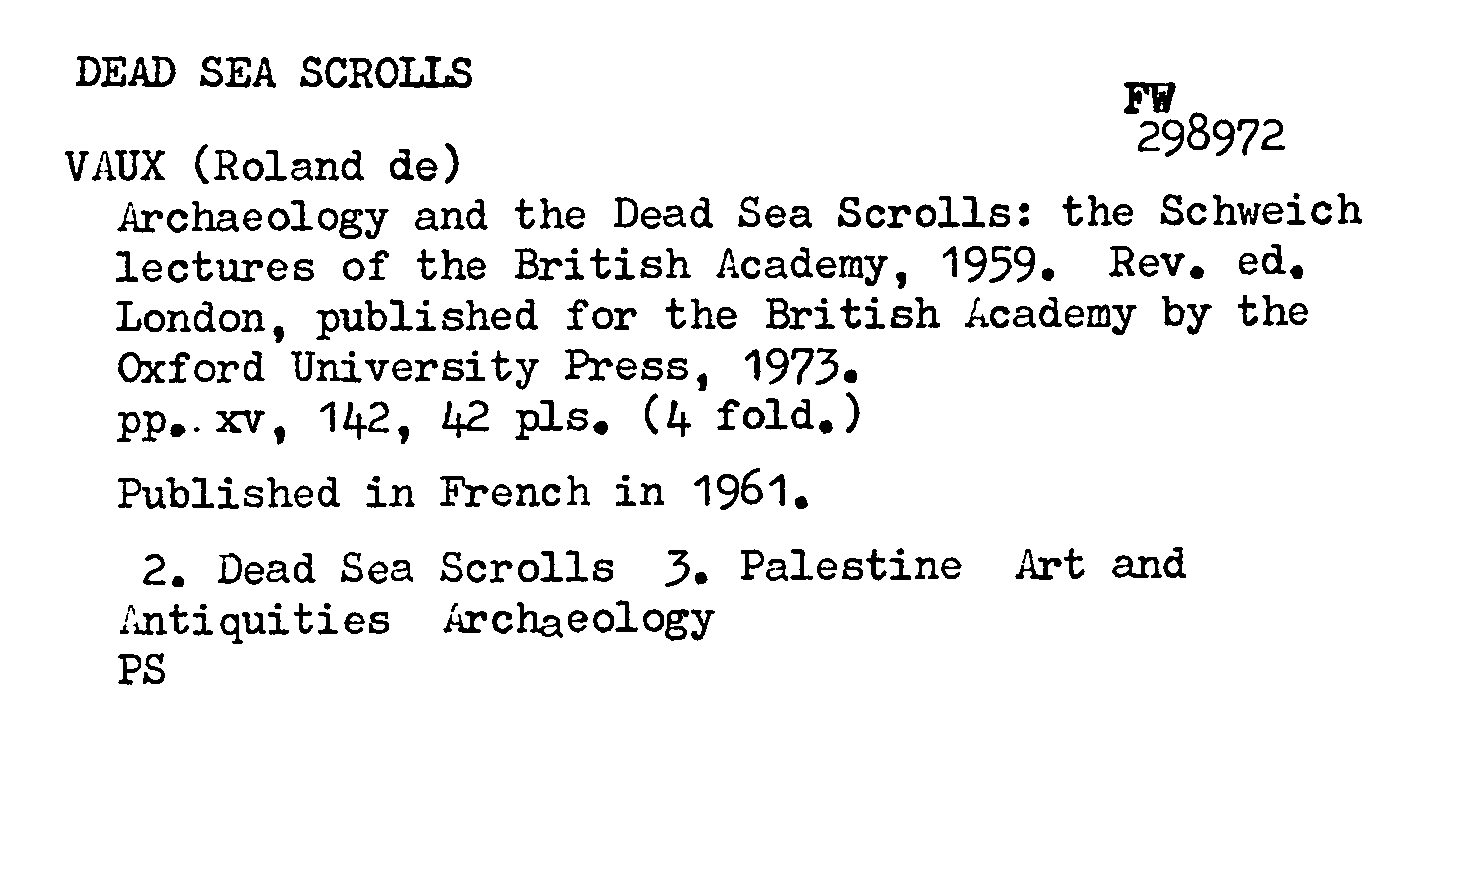 DEAD SEA SCROLLS
FW
298972
VAUX (Roland de)
Archaeology and the Dead Sea Scrolls: the Schweich
lectures of the British Academy, 1959. Rev. ed.
London, published for the British Academy by the
Oxford University Press, 1973.
pp.. xv, 142, 42 pls. (4 fold.)
Published in French in 1961.
2. Dead Sea Scrolls 3. Palestine Art and
Antiquities Archaeology
PS